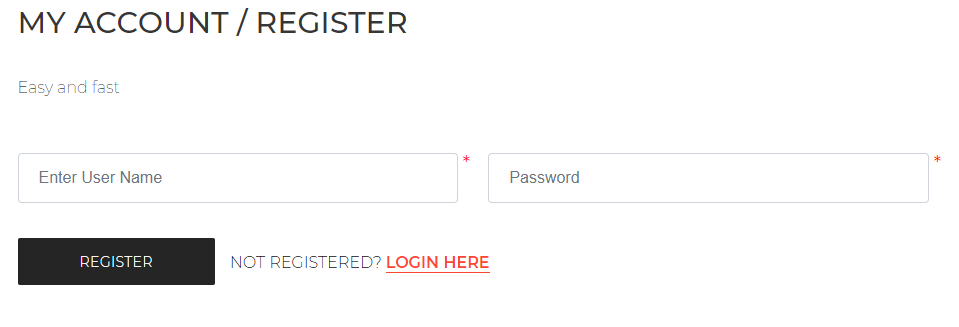 MY ACCOUNT / REGISTER
Easy and fast
Enter User Name * Password *
REGISTER NOT REGISTERED? LOGIN HERE